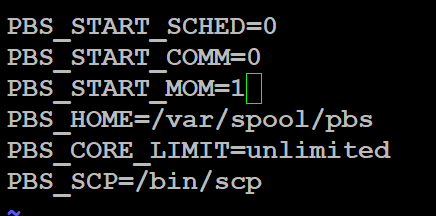 PBS_START_SCHED=0
PBS_START_COMM=0
PBS_START_MOM=1
PBS_HOME=/var/spool/pbs
PBS_CORE_LIMIT=unlimited
PBS_SCP=/bin/scp
~